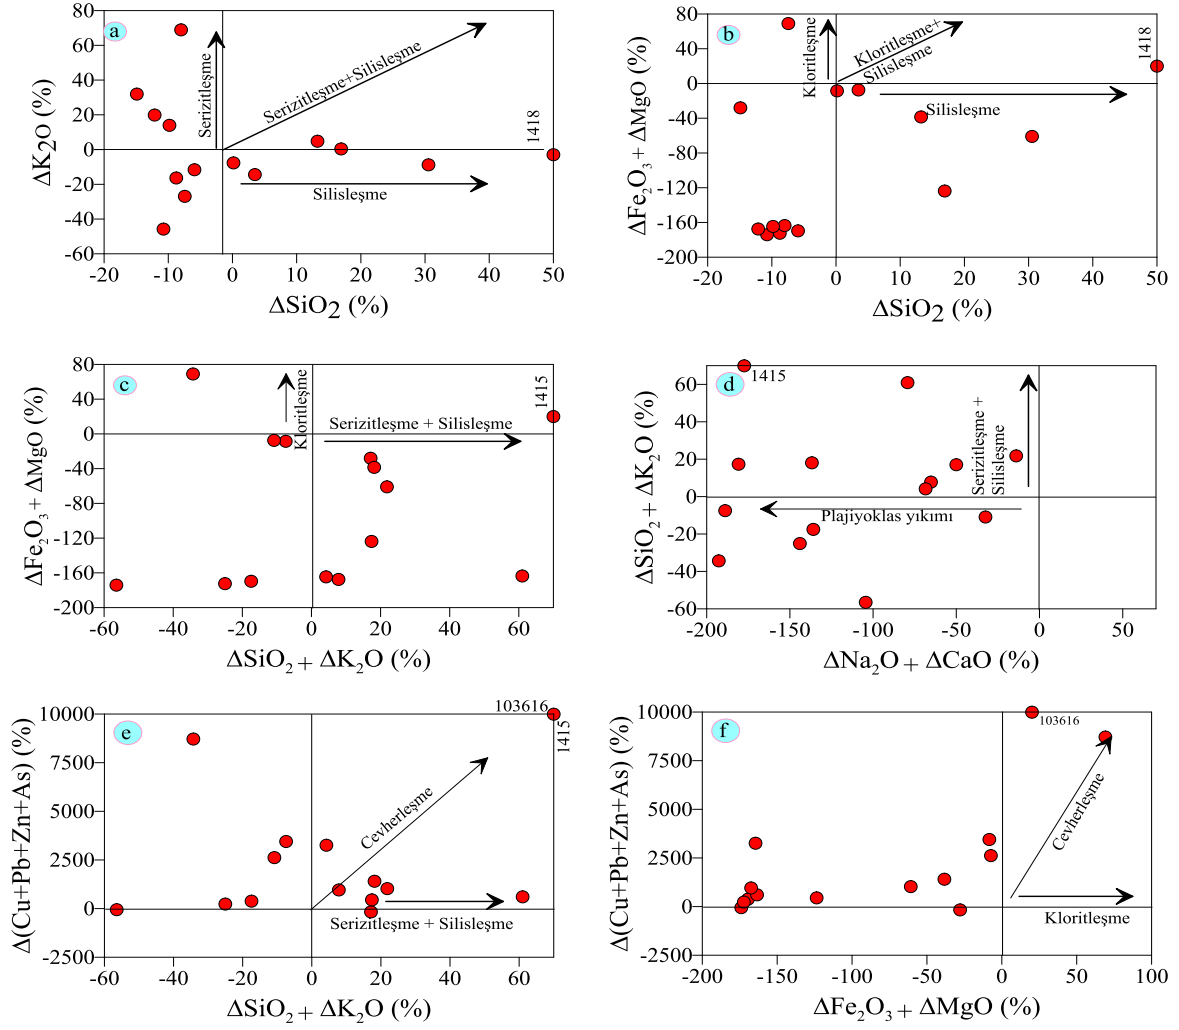 a
80
60
40
20
0
-20
-40
-60
ΔK2O (%)
Serizitleşme
Serizitleşme+Silisleşme
Silisleşme
1418
-20 -10 0 10 20 30 40 50
ΔSiO2 (%)
b
80
40
0
-40
-80
-120
-160
-200
ΔFe2O3 + ΔMgO (%)
Kloritleşme
Kloritleşme+
Silisleşme
Silisleşme
1418
-20 -10 0 10 20 30 40 50
ΔSiO2 (%)
c
80
40
0
-40
-80
-120
-160
-200
ΔFe2O3 + ΔMgO (%)
Kloritleşme
Serizitleşme + Silisleşme
1415
-60 -40 -20 0 20 40 60
ΔSiO2 + ΔK2O (%)
d
60
40
20
0
-20
-40
-60
ΔSiO2 + ΔK2O (%)
1415
Serizitleşme +
Silisleşme
Plajiyoklas yıkımı
-200 -150 -100 -50 0 50
ΔNa2O + ΔCaO (%)
e
10000
7500
5000
2500
0
-2500
Δ(Cu+Pb+Zn+As) (%)
103616
1415
Cevherleşme
Serizitleşme + Silisleşme
-60 -40 -20 0 20 40 60
ΔSiO2 + ΔK2O (%)
f
10000
7500
5000
2500
0
-2500
Δ(Cu+Pb+Zn+As) (%)
103616
Cevherleşme
Kloritleşme
-200 -150 -100 -50 0 50 100
ΔFe2O3 + ΔMgO (%)